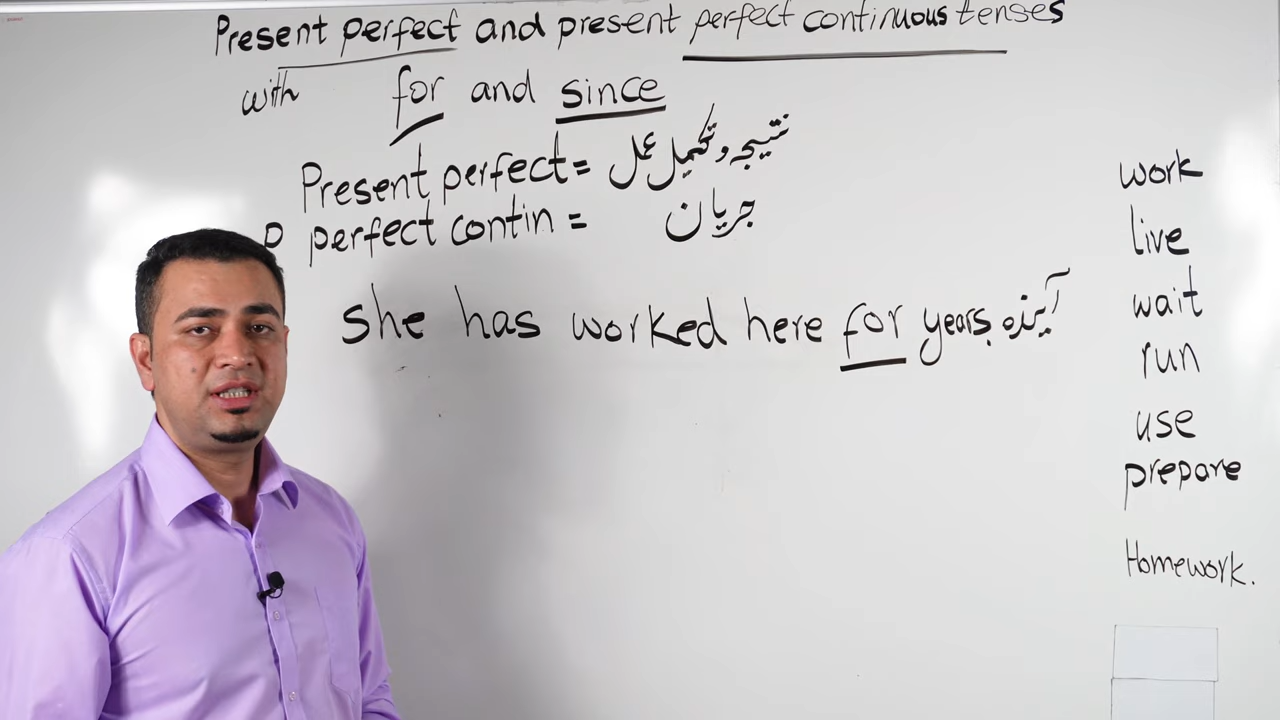 Present perfect and present perfect continuous tenses
with for and since
Present perfect = نتیجه و تکمیل عمل
P perfect contin = جریان
she has worked here for years. آینده
work
live
wait
run
use
prepare
Homework.